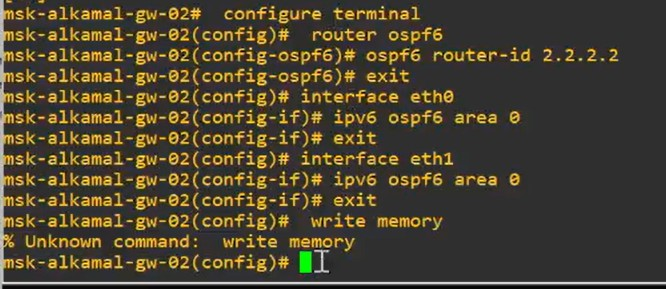 msk-alkamal-gw-02#  configure terminal
msk-alkamal-gw-02(config)#  router ospf6
msk-alkamal-gw-02(config-ospf6)# ospf6 router-id 2.2.2.2
msk-alkamal-gw-02(config-ospf6)# exit
msk-alkamal-gw-02(config)# interface eth0
msk-alkamal-gw-02(config-if)# ipv6 ospf6 area 0
msk-alkamal-gw-02(config-if)# exit
msk-alkamal-gw-02(config)# interface eth1
msk-alkamal-gw-02(config-if)# ipv6 ospf6 area 0
msk-alkamal-gw-02(config-if)# exit
msk-alkamal-gw-02(config)#  write memory
% Unknown command:  write memory
msk-alkamal-gw-02(config)#